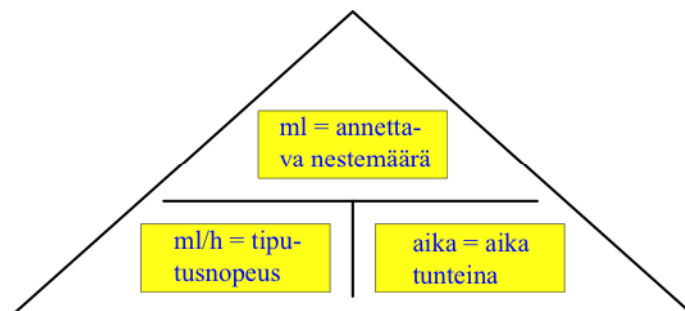 ml = annetta-
va nestemäärä
ml/h = tipu-
tusnopeus
aika = aika
tunteina